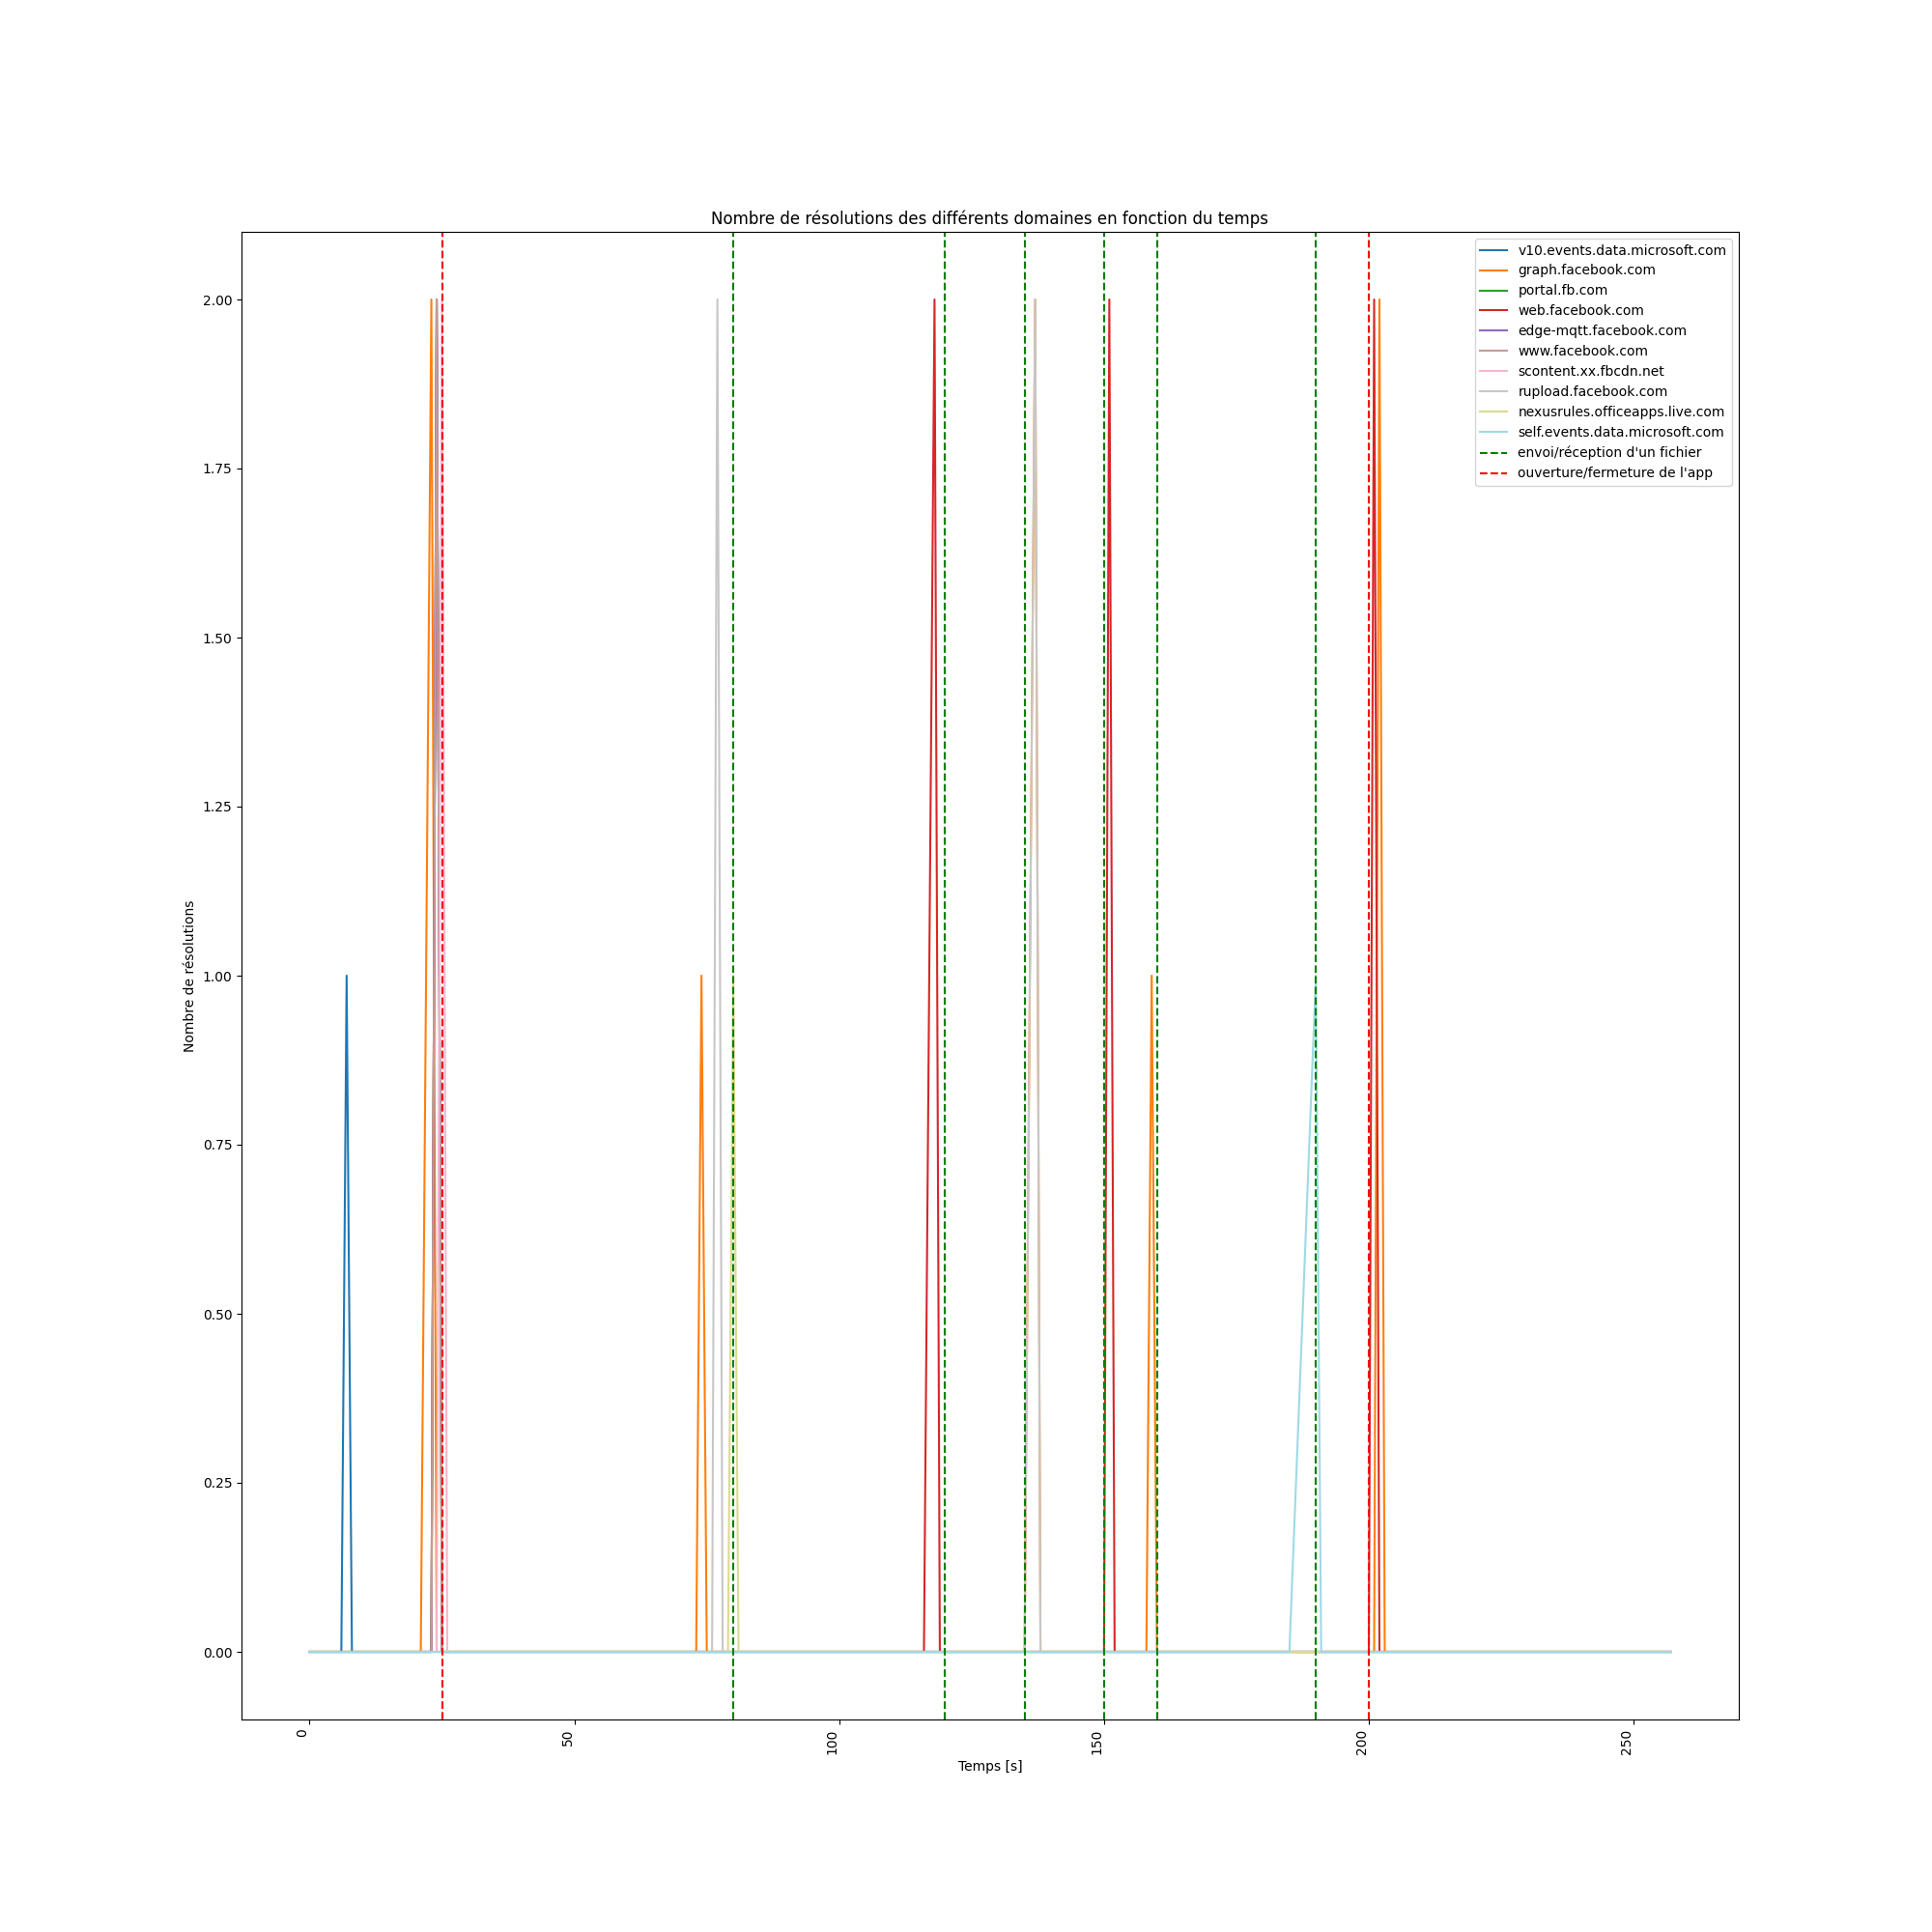 Nombre de résolutions des différents domaines en fonction du temps
v10.events.data.microsoft.com
graph.facebook.com
portal.fb.com
web.facebook.com
edge-mqtt.facebook.com
www.facebook.com
scontent.xx.fbcdn.net
rupload.facebook.com
nexusrules.officeapps.live.com
self.events.data.microsoft.com
envoi/réception d'un fichier
ouverture/fermeture de l'app
2.00
1.75
1.50
1.25
1.00
0.75
0.50
0.25
0.00
Nombre de résolutions
0
50
100
150
200
250
Temps [s]